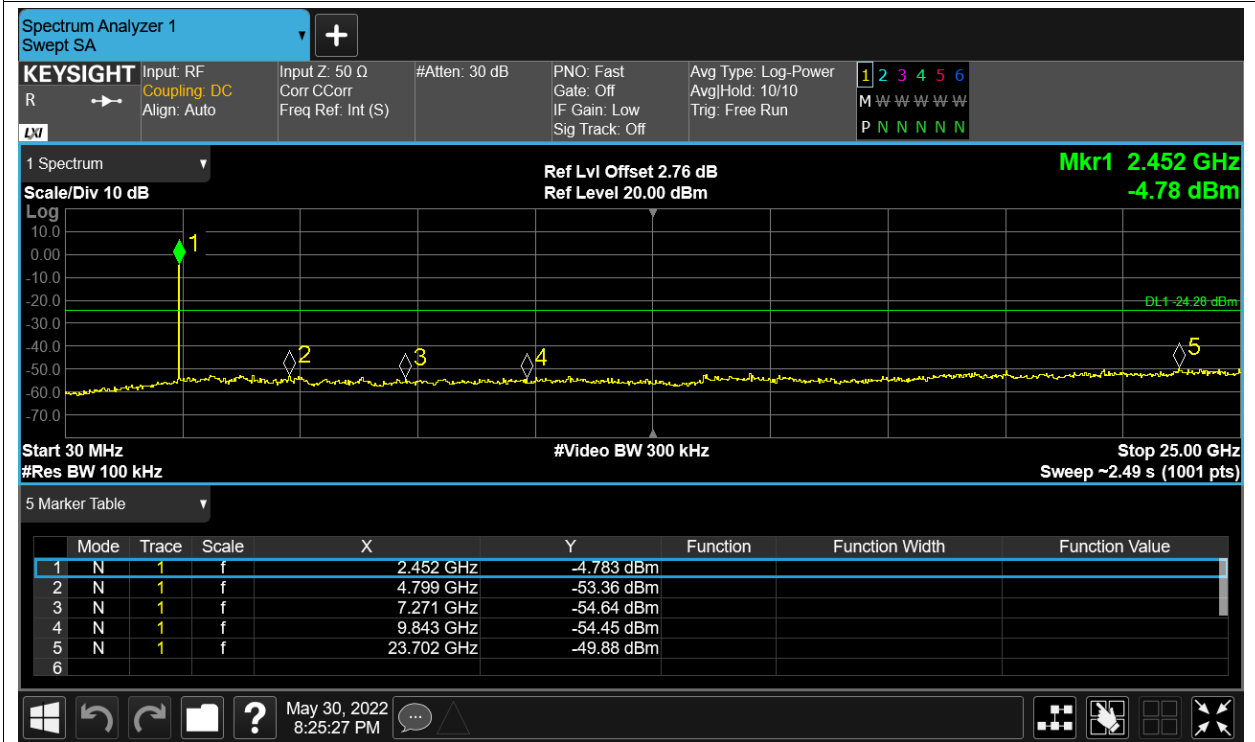 Spectrum Analyzer 1
Swept SA
+
KEYSIGHT
R
LXI
Input: RF
Coupling: DC
Align: Auto
Input Z: 50 Ω
Corr CCorr
Freq Ref: Int (S)
#Atten: 30 dB
PNO: Fast
Gate: Off
IF Gain: Low
Sig Track: Off
Avg Type: Log-Power
Avg|Hold: 10/10
Trig: Free Run
1 2 3 4 5 6
M W W W W W
P N N N N N
1 Spectrum
Scale/Div 10 dB
Ref Lvl Offset 2.76 dB
Ref Level 20.00 dBm
Mkr1 2.452 GHz
-4.78 dBm
Log
10.0
0.00
-10.0
-20.0
-30.0
-40.0
-50.0
-60.0
-70.0
1
2
3
4
5
DL1 -24.28 dBm
Start 30 MHz
#Res BW 100 kHz
#Video BW 300 kHz
Stop 25.00 GHz
Sweep ~2.49 s (1001 pts)
5 Marker Table
Mode Trace Scale X Y Function Function Width Function Value
1 N 1 f 2.452 GHz -4.783 dBm
2 N 1 f 4.799 GHz -53.36 dBm
3 N 1 f 7.271 GHz -54.64 dBm
4 N 1 f 9.843 GHz -54.45 dBm
5 N 1 f 23.702 GHz -49.88 dBm
6
?
May 30, 2022
8:25:27 PM